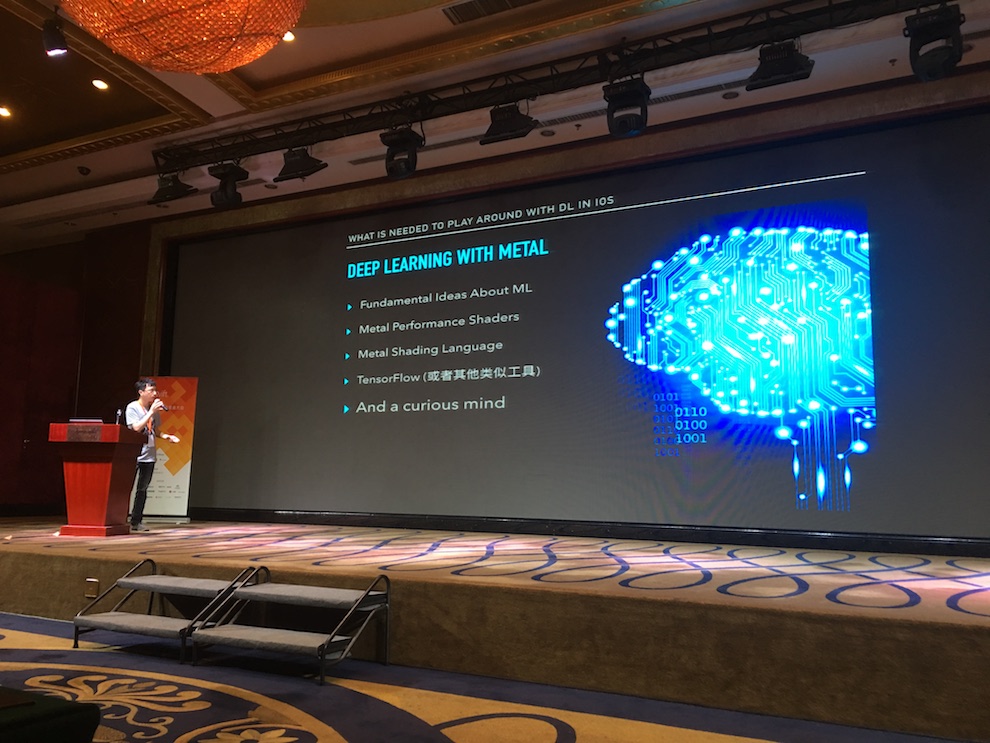 WHAT IS NEEDED TO PLAY AROUND WITH DL IN IOS
DEEP LEARNING WITH METAL
Fundamental Ideas About ML
Metal Performance Shaders
Metal Shading Language
TensorFlow (或者其他类似工具)
And a curious mind
0101
0110
0100
1001